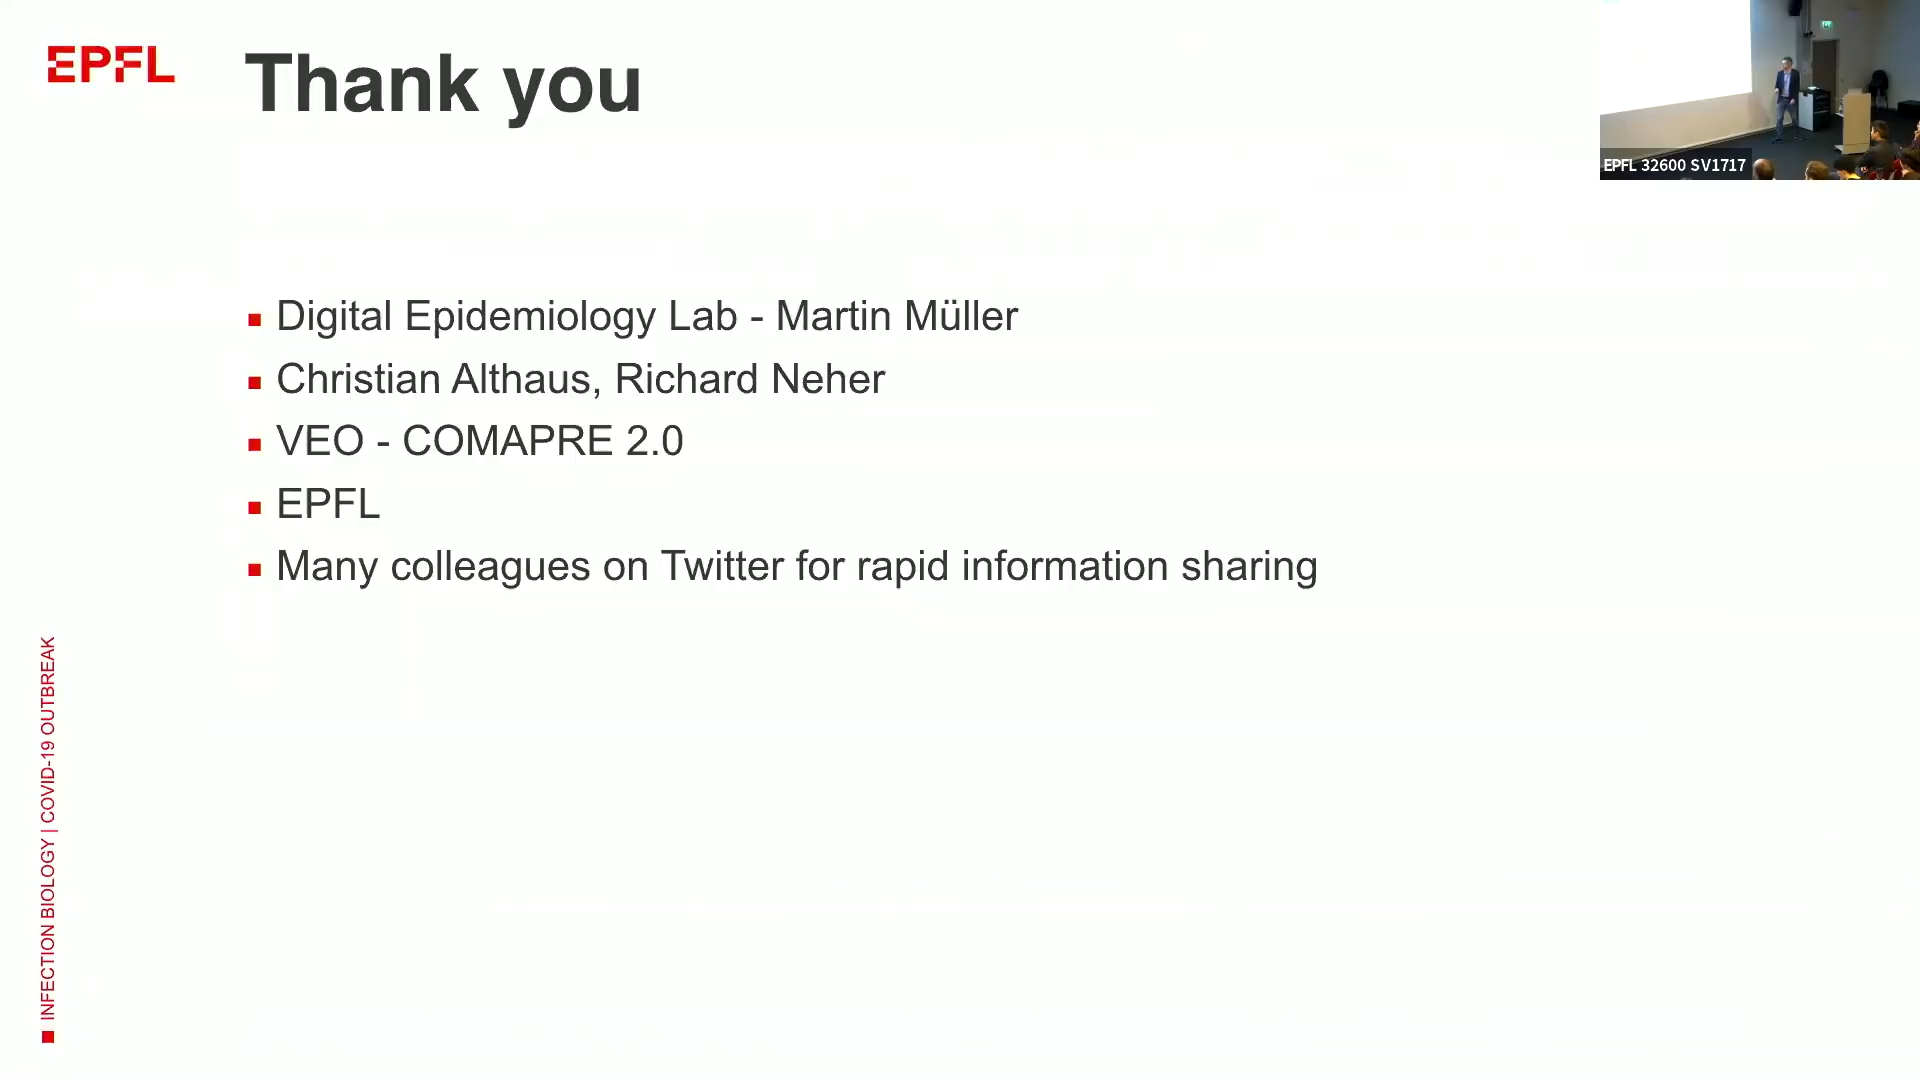 EPFL
Thank you
EPFL 32600 SV1717
Digital Epidemiology Lab - Martin Müller
Christian Althaus, Richard Neher
VEO - COMAPRE 2.0
EPFL
Many colleagues on Twitter for rapid information sharing
INFECTION BIOLOGY | COVID-19 OUTBREAK